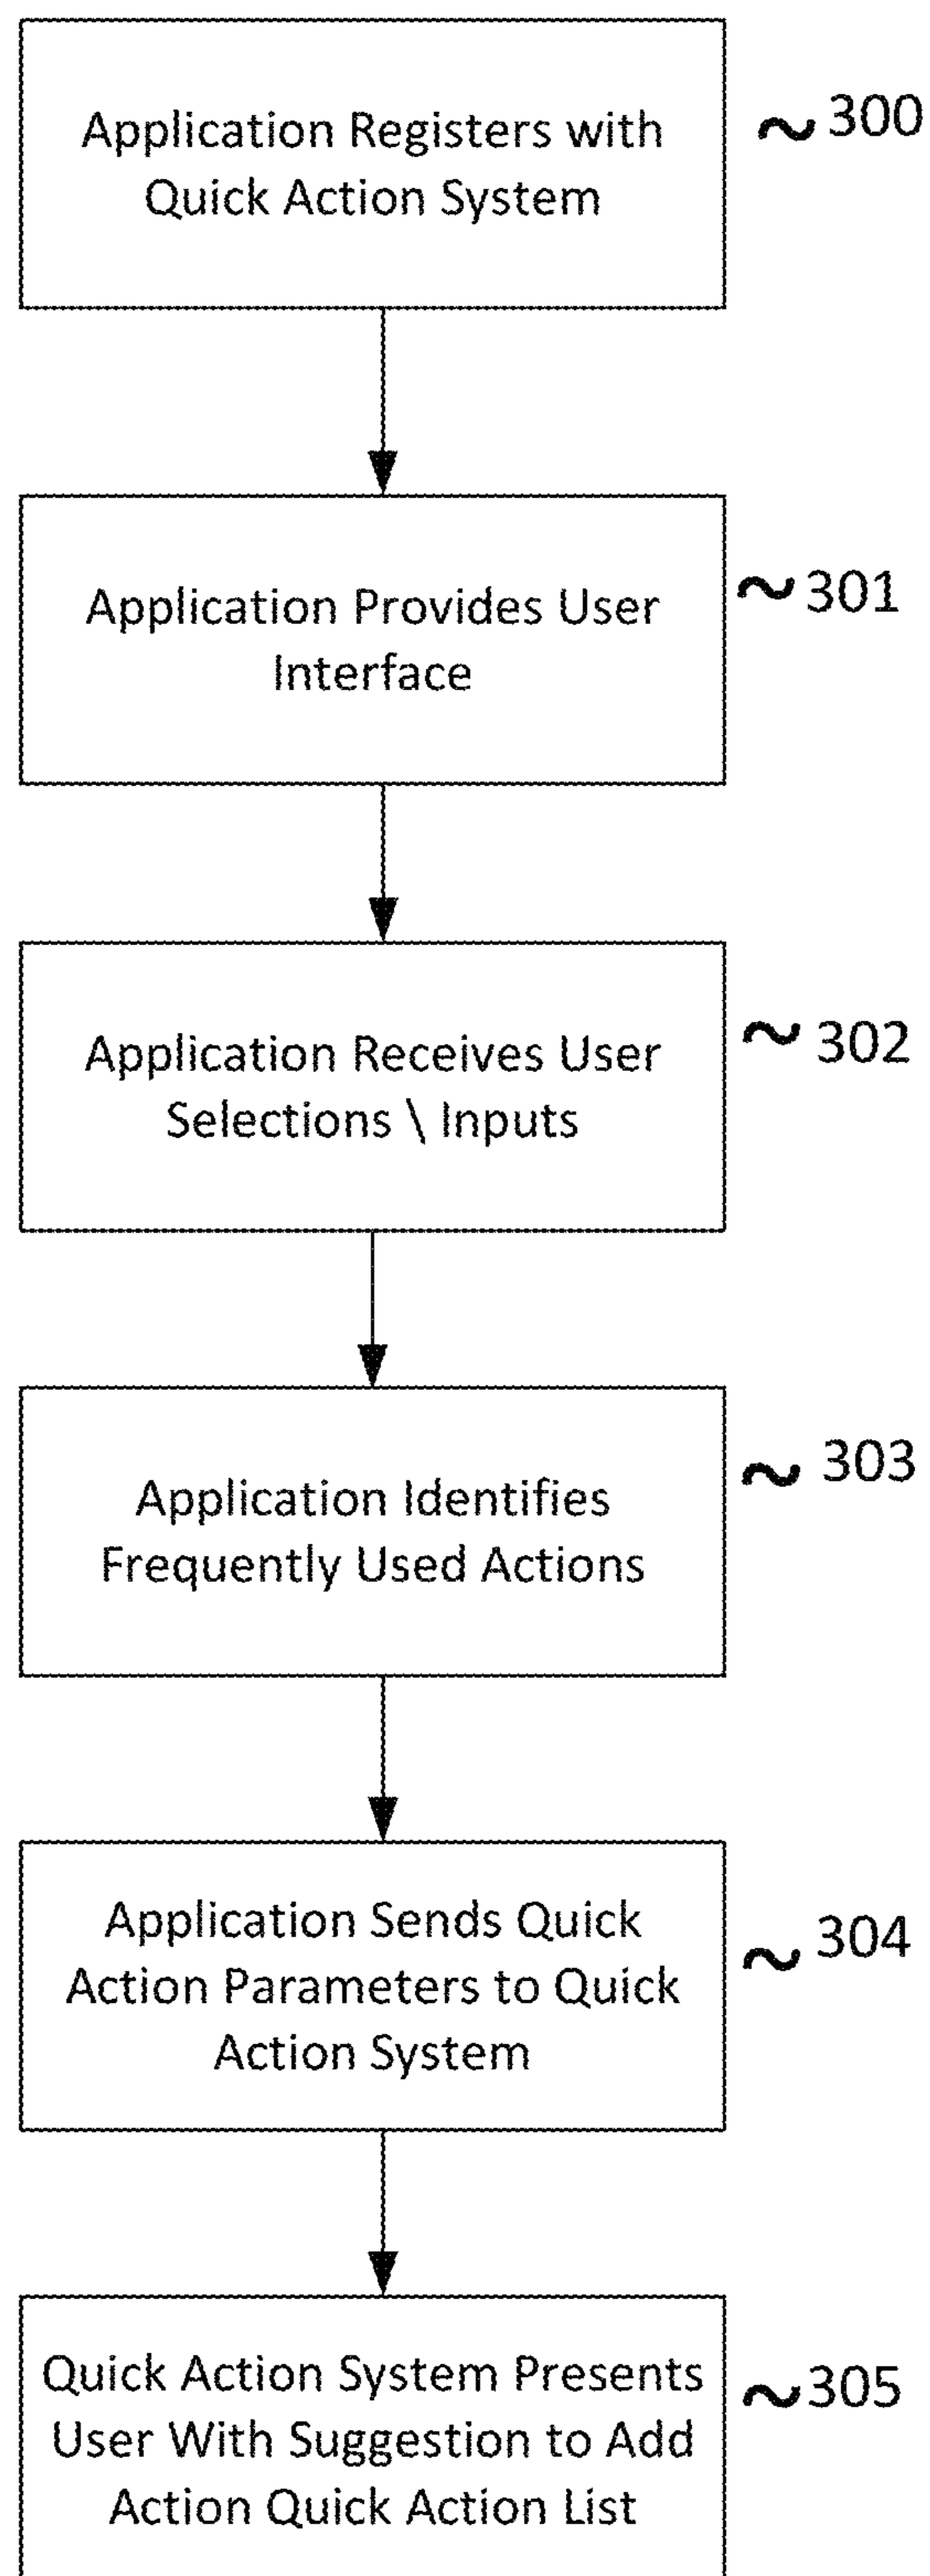 Application Registers with
Quick Action System
~300
Application Provides User
Interface
~301
Application Receives User
Selections \ Inputs
~302
Application Identifies
Frequently Used Actions
~303
Application Sends Quick
Action Parameters to Quick
Action System
~304
Quick Action System Presents
User With Suggestion to Add
Action Quick Action List
~305